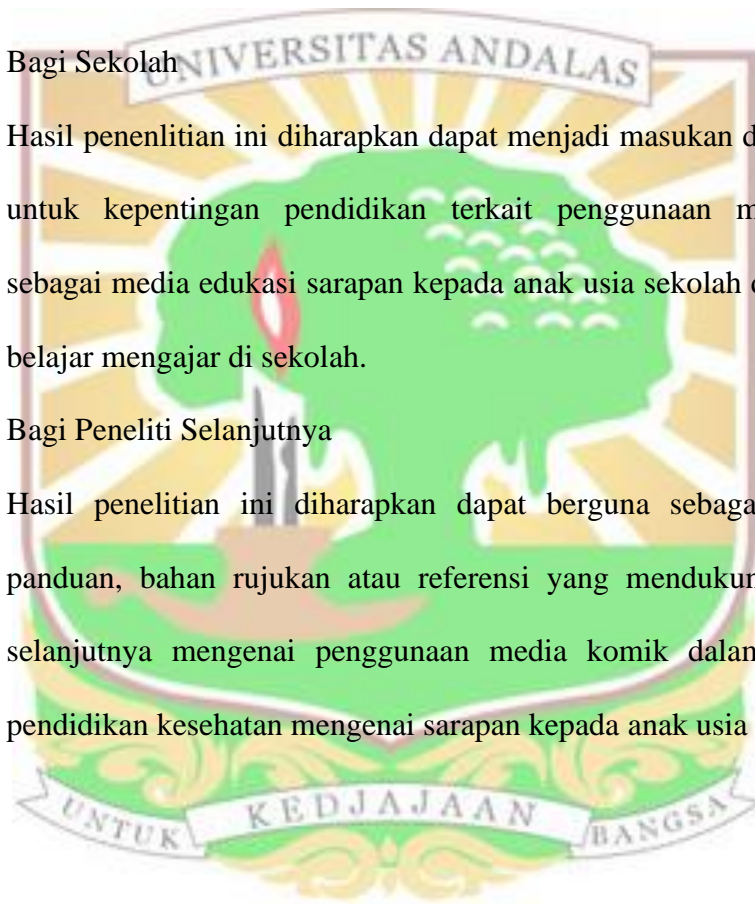 UNIVERSITAS ANDALAS
Bagi Sekolah
Hasil penenlitian ini diharapkan dapat menjadi masukan
untuk kepentingan pendidikan terkait penggunaan
sebagai media edukasi sarapan kepada anak usia sekolah
belajar mengajar di sekolah.
Bagi Peneliti Selanjutnya
Hasil penelitian ini diharapkan dapat berguna
panduan, bahan rujukan atau referensi yang
selanjutnya mengenai penggunaan media komik
pendidikan kesehatan mengenai sarapan kepada anak usia
UNTUK KEDJAJAAN BANGSA